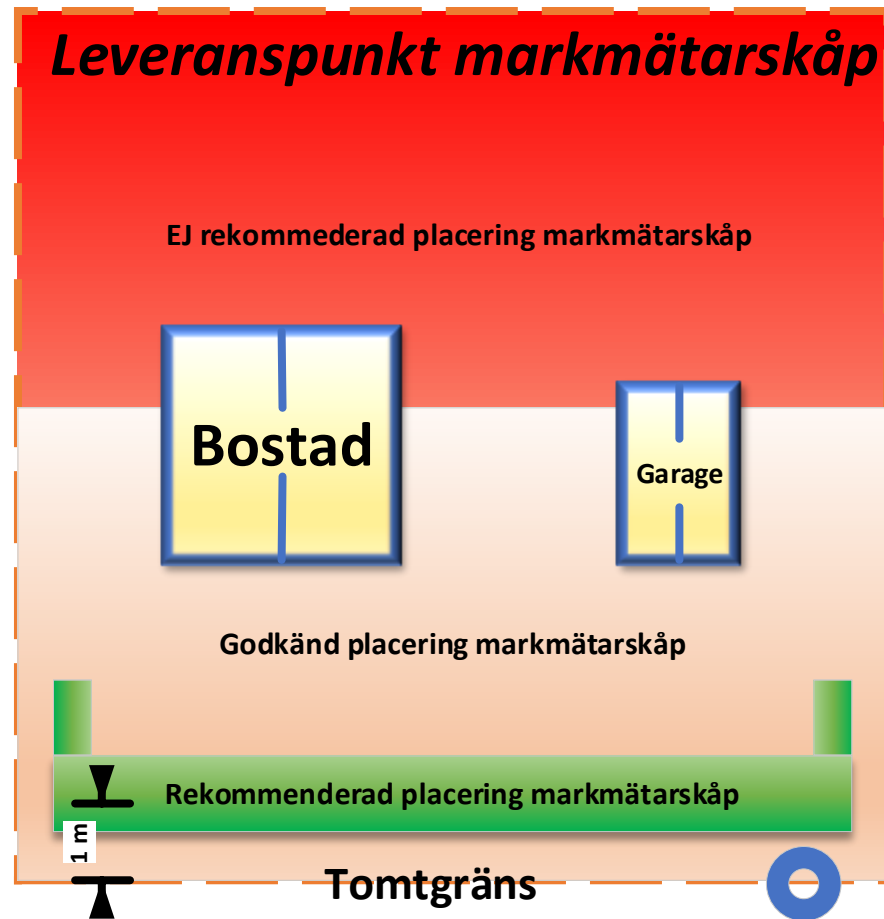 Leveranspunkt markmätarskåp
EJ rekommederad placering markmätarskåp
Bostad
Garage
Godkänd placering markmätarskåp
Rekommenderad placering markmätarskåp
1 m
Tomtgräns